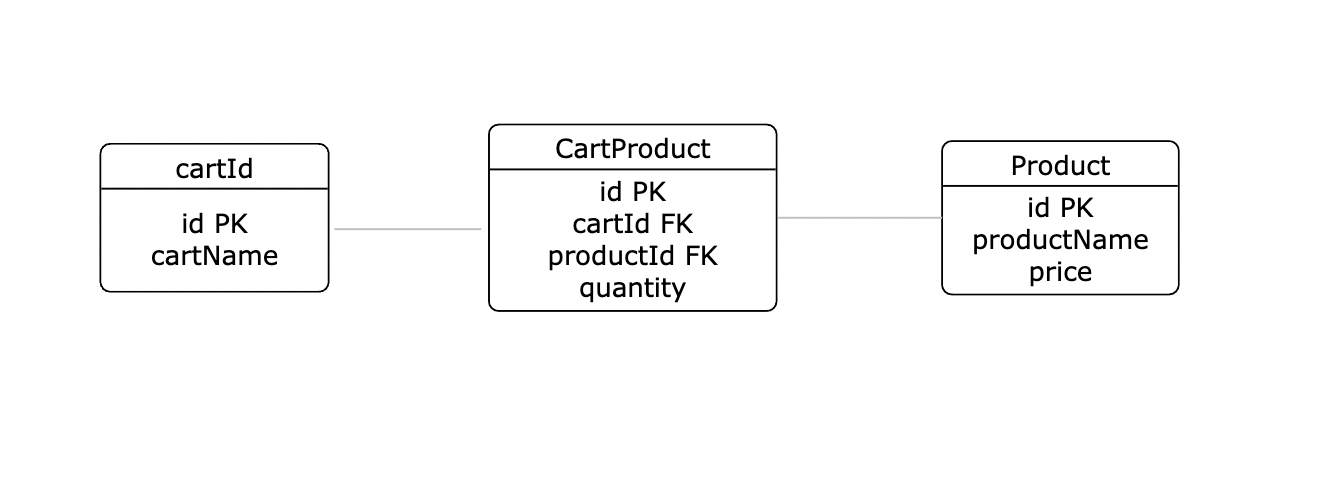 cartId
id PK
cartName
CartProduct
id PK
cartId FK
productId FK
quantity
Product
id PK
productName
price